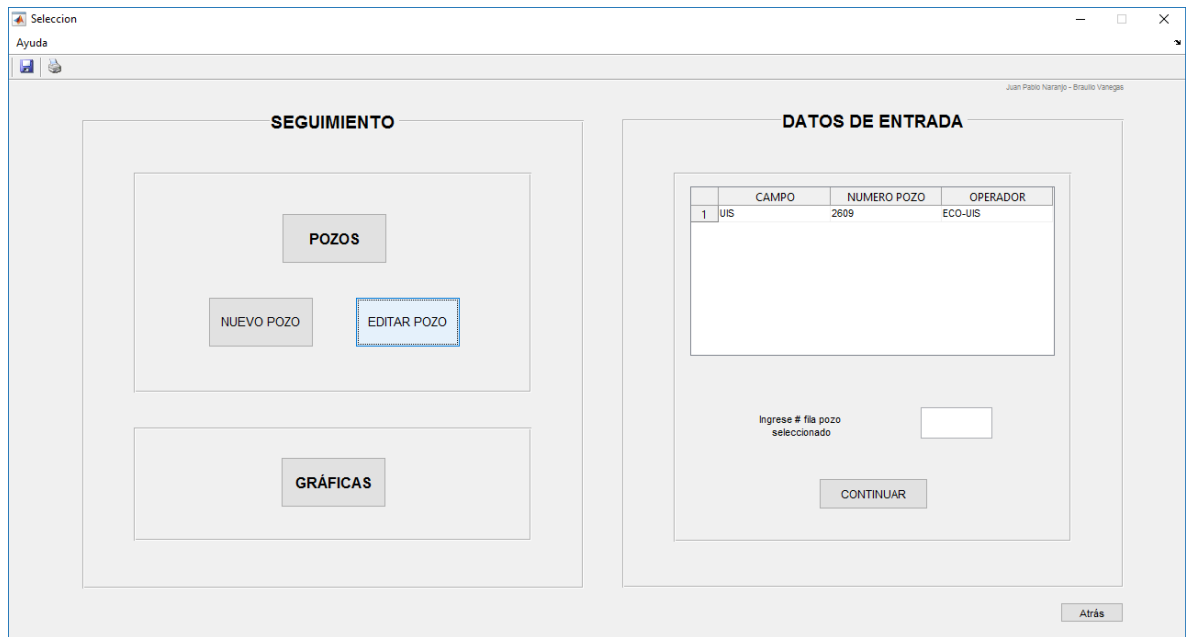 Seleccion
Ayuda
Juan Pablo Naranjo - Braulio Vanegas
SEGUIMIENTO
POZOS
NUEVO POZO
EDITAR POZO
GRÁFICAS
DATOS DE ENTRADA
CAMPO NUMERO POZO OPERADOR
1 UIS 2609 ECO-UIS
Ingrese # fila pozo
seleccionado
CONTINUAR
Atrás